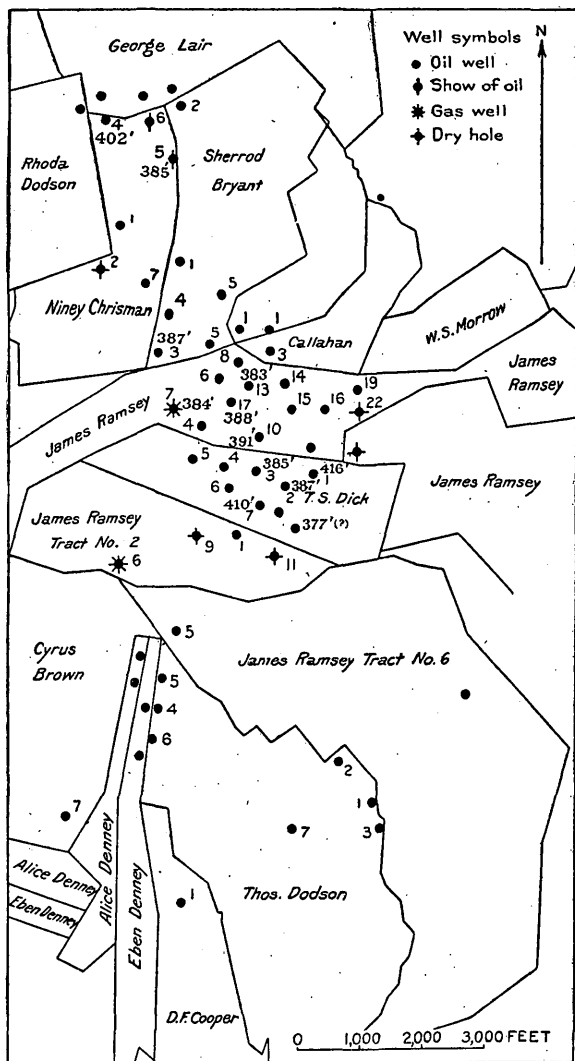 George Lair
Well symbols
Oil well
Show of oil
Gas well
Dry hole
N
2
4
402'
6
5
385'
Rhoda
Dodson
Sherrod
Bryant
1
2
7
1
Niney Chrisman
5
4
387'
3
5
1
1
Callahan
W.S. Morrow
8
383'
3
James
Ramsey
6
13
14
19
7
384'
17
388'
15
16
22
James Ramsey
4
391'
10
5
4
385'
3
416'
1
James Ramsey
387'
6
2
T.S. Dick
410'
7
377'(?)
James Ramsey
Tract No. 2
9
1
11
6
5
Cyrus
Brown
James Ramsey Tract No. 6
5
4
6
2
1
7
7
3
Alice Denney
Eben Denney
Alice Denney
Eben Denney
1
Thos. Dodson
D.F. Cooper
0 1,000 2,000 3,000 FEET